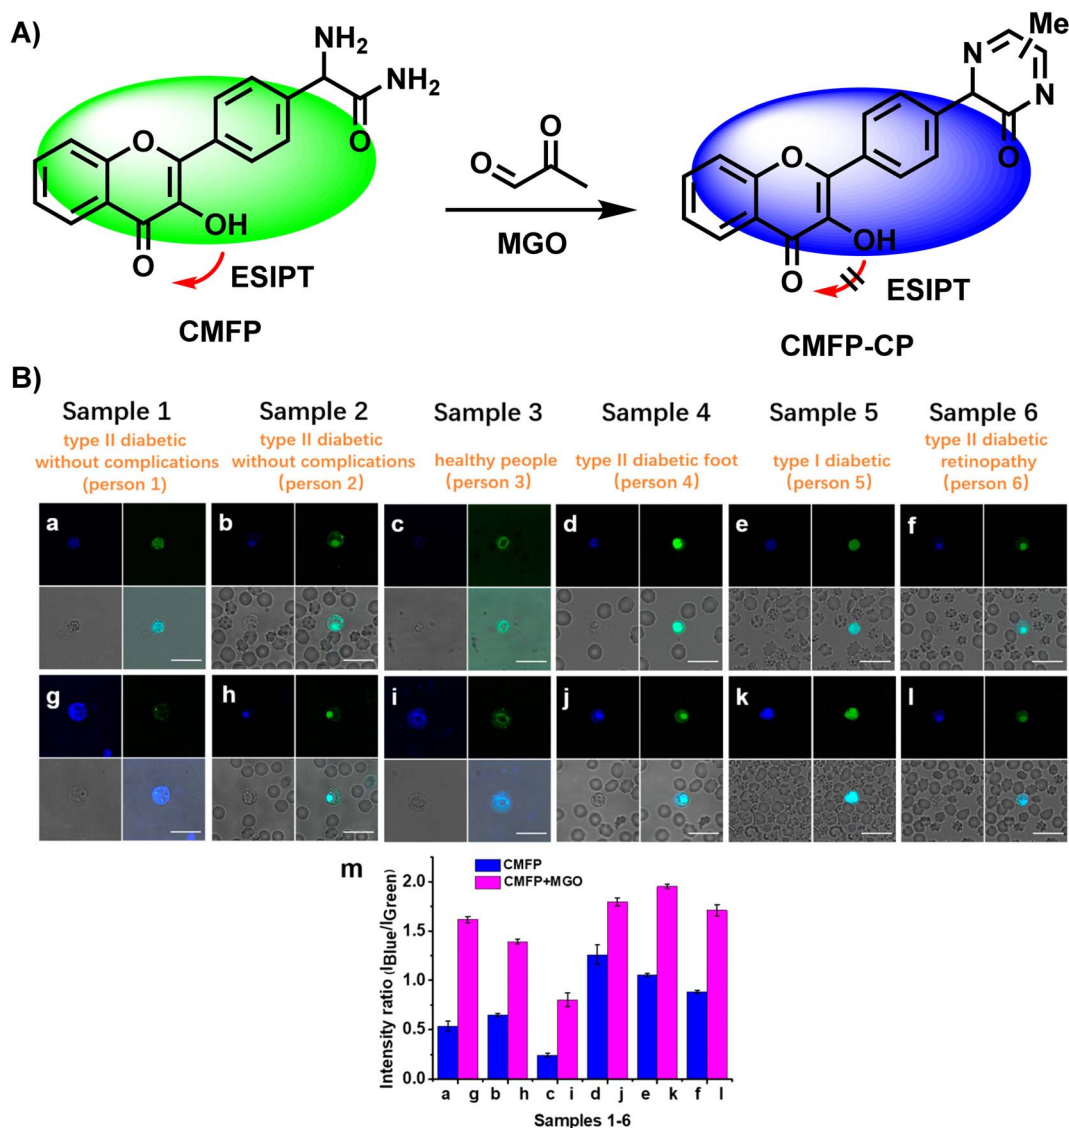 A)
NH2
NH2
O
O
OH
O
ESIPT
CMFP
O
O
MGO
Me
N
N
O
O
OH
O
ESIPT
CMFP-CP
B)
Sample 1
type II diabetic
without complications
(person 1)
Sample 2
type II diabetic
without complications
(person 2)
Sample 3
healthy people
(person 3)
Sample 4
type II diabetic foot
(person 4)
Sample 5
type I diabetic
(person 5)
Sample 6
type II diabetic
retinopathy
(person 6)
a
b
c
d
e
f
g
h
i
j
k
l
m
CMFP
CMFP+MGO
Intensity ratio (IBlue/IGreen)
2.0
1.5
1.0
0.5
0.0
a g b h c i d j e k f l
Samples 1-6